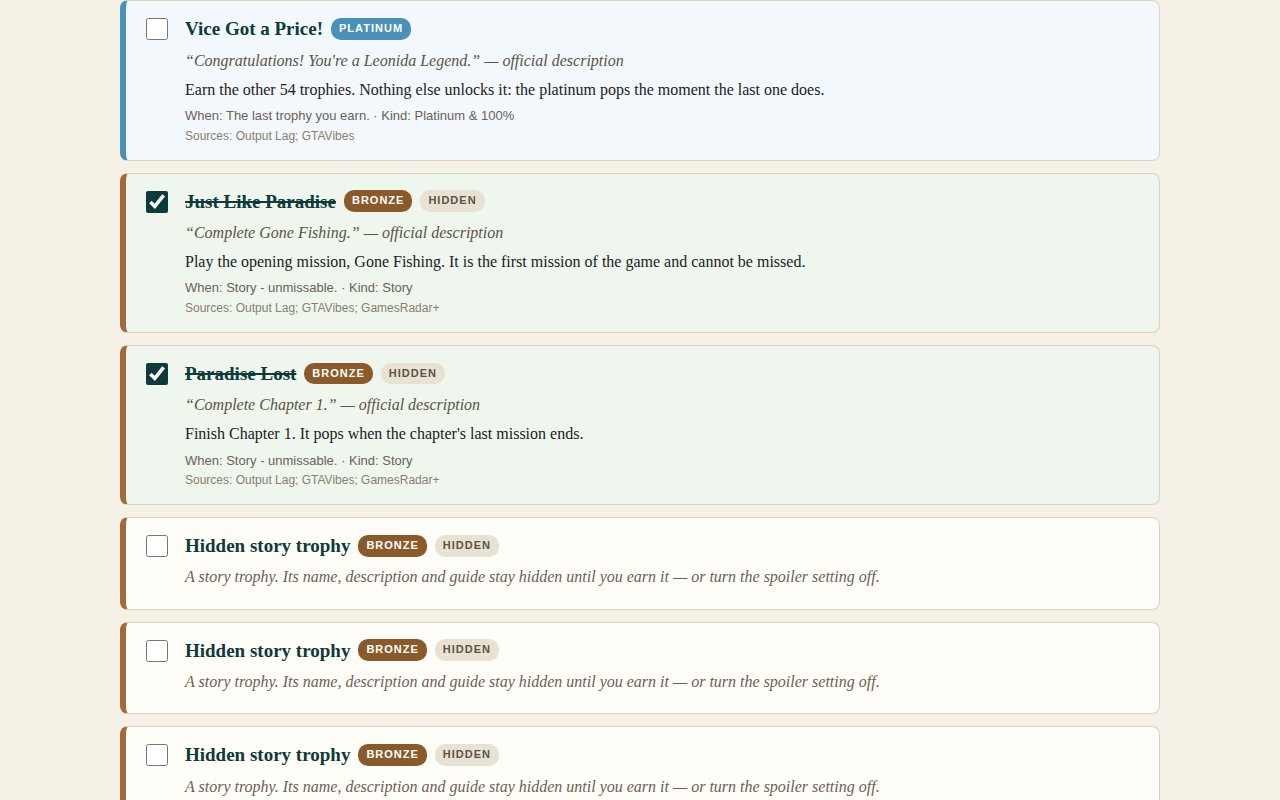 Vice Got a Price! PLATINUM
“Congratulations! You're a Leonida Legend.” — official description
Earn the other 54 trophies. Nothing else unlocks it: the platinum pops the moment the last one does.
When: The last trophy you earn. · Kind: Platinum & 100%
Sources: Output Lag; GTAVibes
Just Like Paradise BRONZE HIDDEN
“Complete Gone Fishing.” — official description
Play the opening mission, Gone Fishing. It is the first mission of the game and cannot be missed.
When: Story - unmissable. · Kind: Story
Sources: Output Lag; GTAVibes; GamesRadar+
Paradise Lost BRONZE HIDDEN
“Complete Chapter 1.” — official description
Finish Chapter 1. It pops when the chapter's last mission ends.
When: Story - unmissable. · Kind: Story
Sources: Output Lag; GTAVibes; GamesRadar+
Hidden story trophy BRONZE HIDDEN
A story trophy. Its name, description and guide stay hidden until you earn it — or turn the spoiler setting off.
Hidden story trophy BRONZE HIDDEN
A story trophy. Its name, description and guide stay hidden until you earn it — or turn the spoiler setting off.
Hidden story trophy BRONZE HIDDEN
A story trophy. Its name, description and guide stay hidden until you earn it — or turn the spoiler setting off.